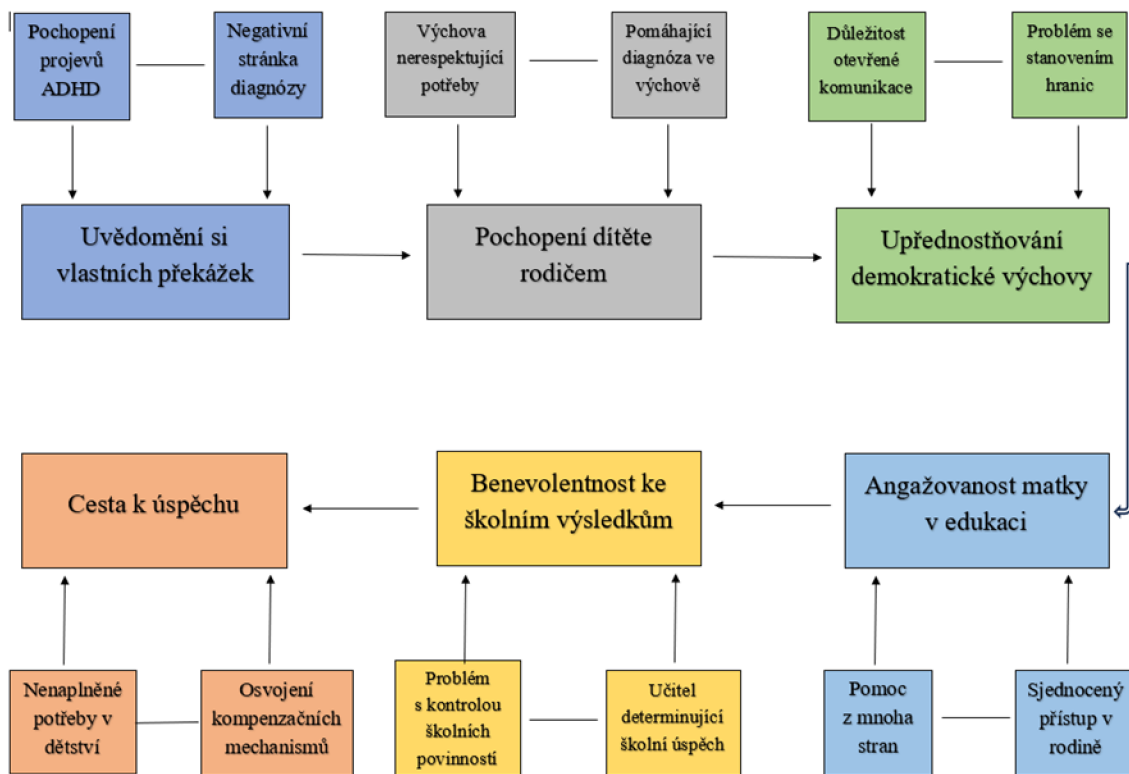 Pochopení
projevů
ADHD
Negativní
stránka
diagnózy
Výchova
nerespektující
potřeby
Pomáhající
diagnóza ve
výchově
Důležitost
otevřené
komunikace
Problém se
stanovením
hranic
Uvědomění si
vlastních překážek
Pochopení dítěte
rodičem
Upřednostňování
demokratické výchovy
Cesta k úspěchu
Benevolentnost ke
školním výsledkům
Angažovanost matky
v edukaci
Nenaplněné
potřeby v
dětství
Osvojení
kompenzačních
mechanismů
Problém
s kontrolou
školních
povinností
Učitel
determinující
školní úspěch
Pomoc
z mnoha
stran
Sjednocený
přístup v
rodině